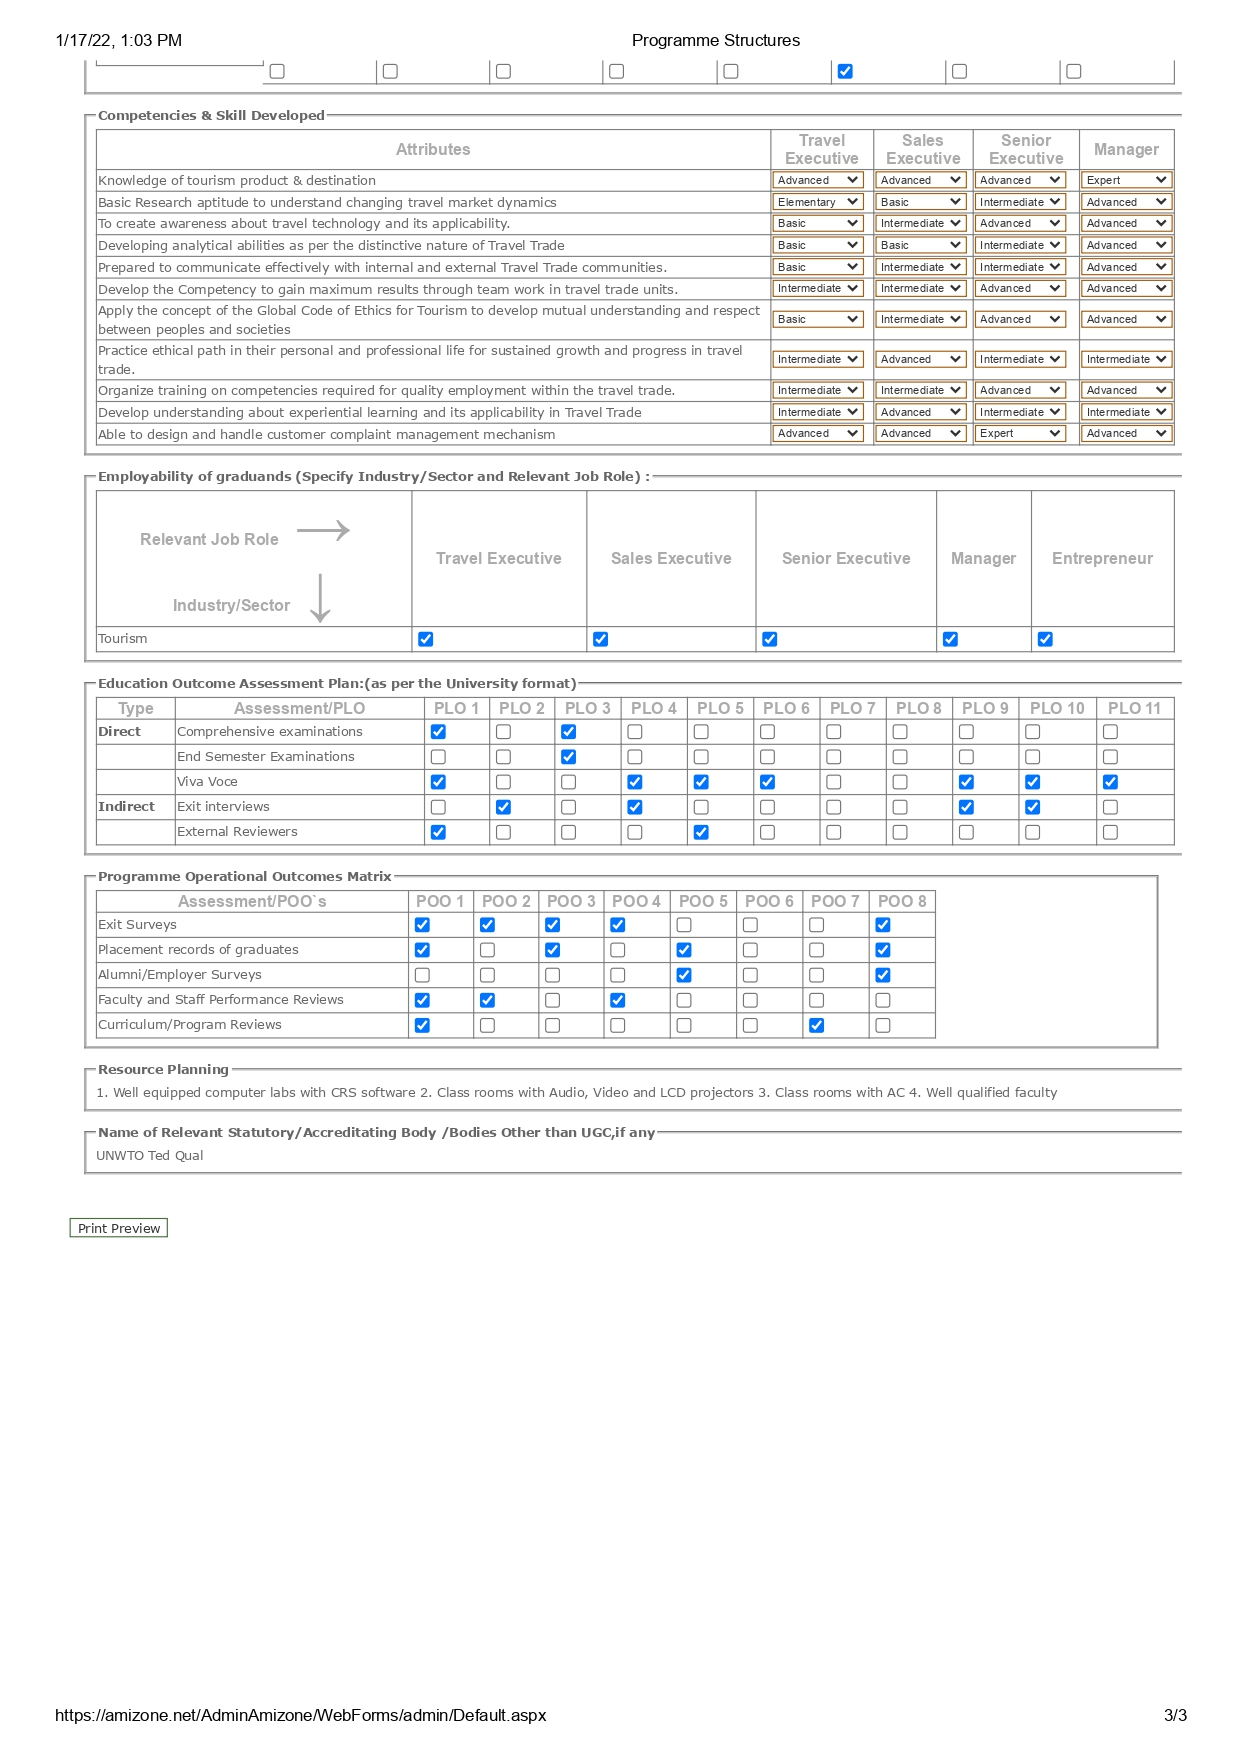 1/17/22, 1:03 PM Programme Structures
Competencies & Skill Developed
Attributes Travel Executive Sales Executive Senior Executive Manager
Knowledge of tourism product & destination Advanced Advanced Advanced Expert
Basic Research aptitude to understand changing travel market dynamics Elementary Basic Intermediate Advanced
To create awareness about travel technology and its applicability. Basic Intermediate Advanced Advanced
Developing analytical abilities as per the distinctive nature of Travel Trade Basic Basic Intermediate Advanced
Prepared to communicate effectively with internal and external Travel Trade communities. Basic Intermediate Intermediate Advanced
Develop the Competency to gain maximum results through team work in travel trade units. Intermediate Intermediate Advanced Advanced
Apply the concept of the Global Code of Ethics for Tourism to develop mutual understanding and respect
between peoples and societies Basic Intermediate Advanced Advanced
Practice ethical path in their personal and professional life for sustained growth and progress in travel
trade. Intermediate Advanced Intermediate Intermediate
Organize training on competencies required for quality employment within the travel trade. Intermediate Intermediate Advanced Advanced
Develop understanding about experiential learning and its applicability in Travel Trade Intermediate Advanced Intermediate Intermediate
Able to design and handle customer complaint management mechanism Advanced Advanced Expert Advanced
Employability of graduands (Specify Industry/Sector and Relevant Job Role) :
Relevant Job Role
Industry/Sector
Travel Executive Sales Executive Senior Executive Manager Entrepreneur
Tourism
Education Outcome Assessment Plan:(as per the University format)
Type Assessment/PLO PLO 1 PLO 2 PLO 3 PLO 4 PLO 5 PLO 6 PLO 7 PLO 8 PLO 9 PLO 10 PLO 11
Direct Comprehensive examinations
End Semester Examinations
Viva Voce
Indirect Exit interviews
External Reviewers
Programme Operational Outcomes Matrix
Assessment/POO`s POO 1 POO 2 POO 3 POO 4 POO 5 POO 6 POO 7 POO 8
Exit Surveys
Placement records of graduates
Alumni/Employer Surveys
Faculty and Staff Performance Reviews
Curriculum/Program Reviews
Resource Planning
1. Well equipped computer labs with CRS software 2. Class rooms with Audio, Video and LCD projectors 3. Class rooms with AC 4. Well qualified faculty
Name of Relevant Statutory/Accreditating Body /Bodies Other than UGC,if any
UNWTO Ted Qual
Print Preview
https://amizone.net/AdminAmizone/WebForms/admin/Default.aspx 3/3